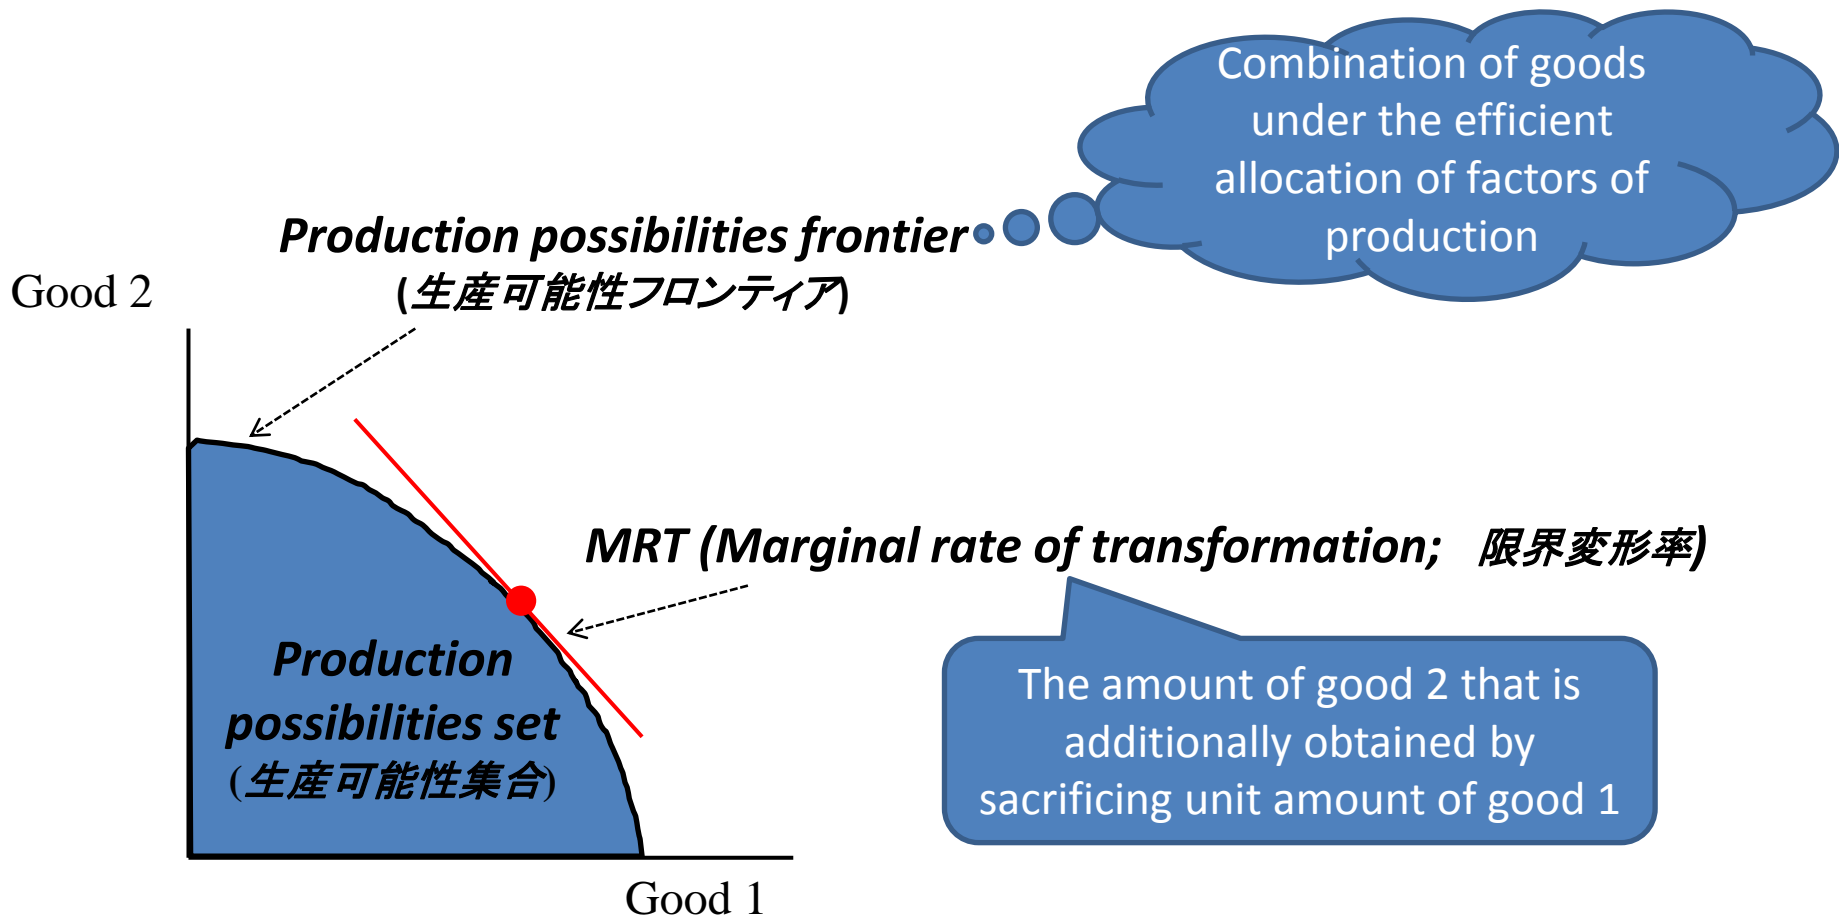 Combination of goods
under the efficient
allocation of factors of
production
Production possibilities frontier
(生産可能性フロンティア)
Good 2
MRT (Marginal rate of transformation; 限界変形率)
Production
possibilities set
(生産可能性集合)
The amount of good 2 that is
additionally obtained by
sacrificing unit amount of good 1
Good 1